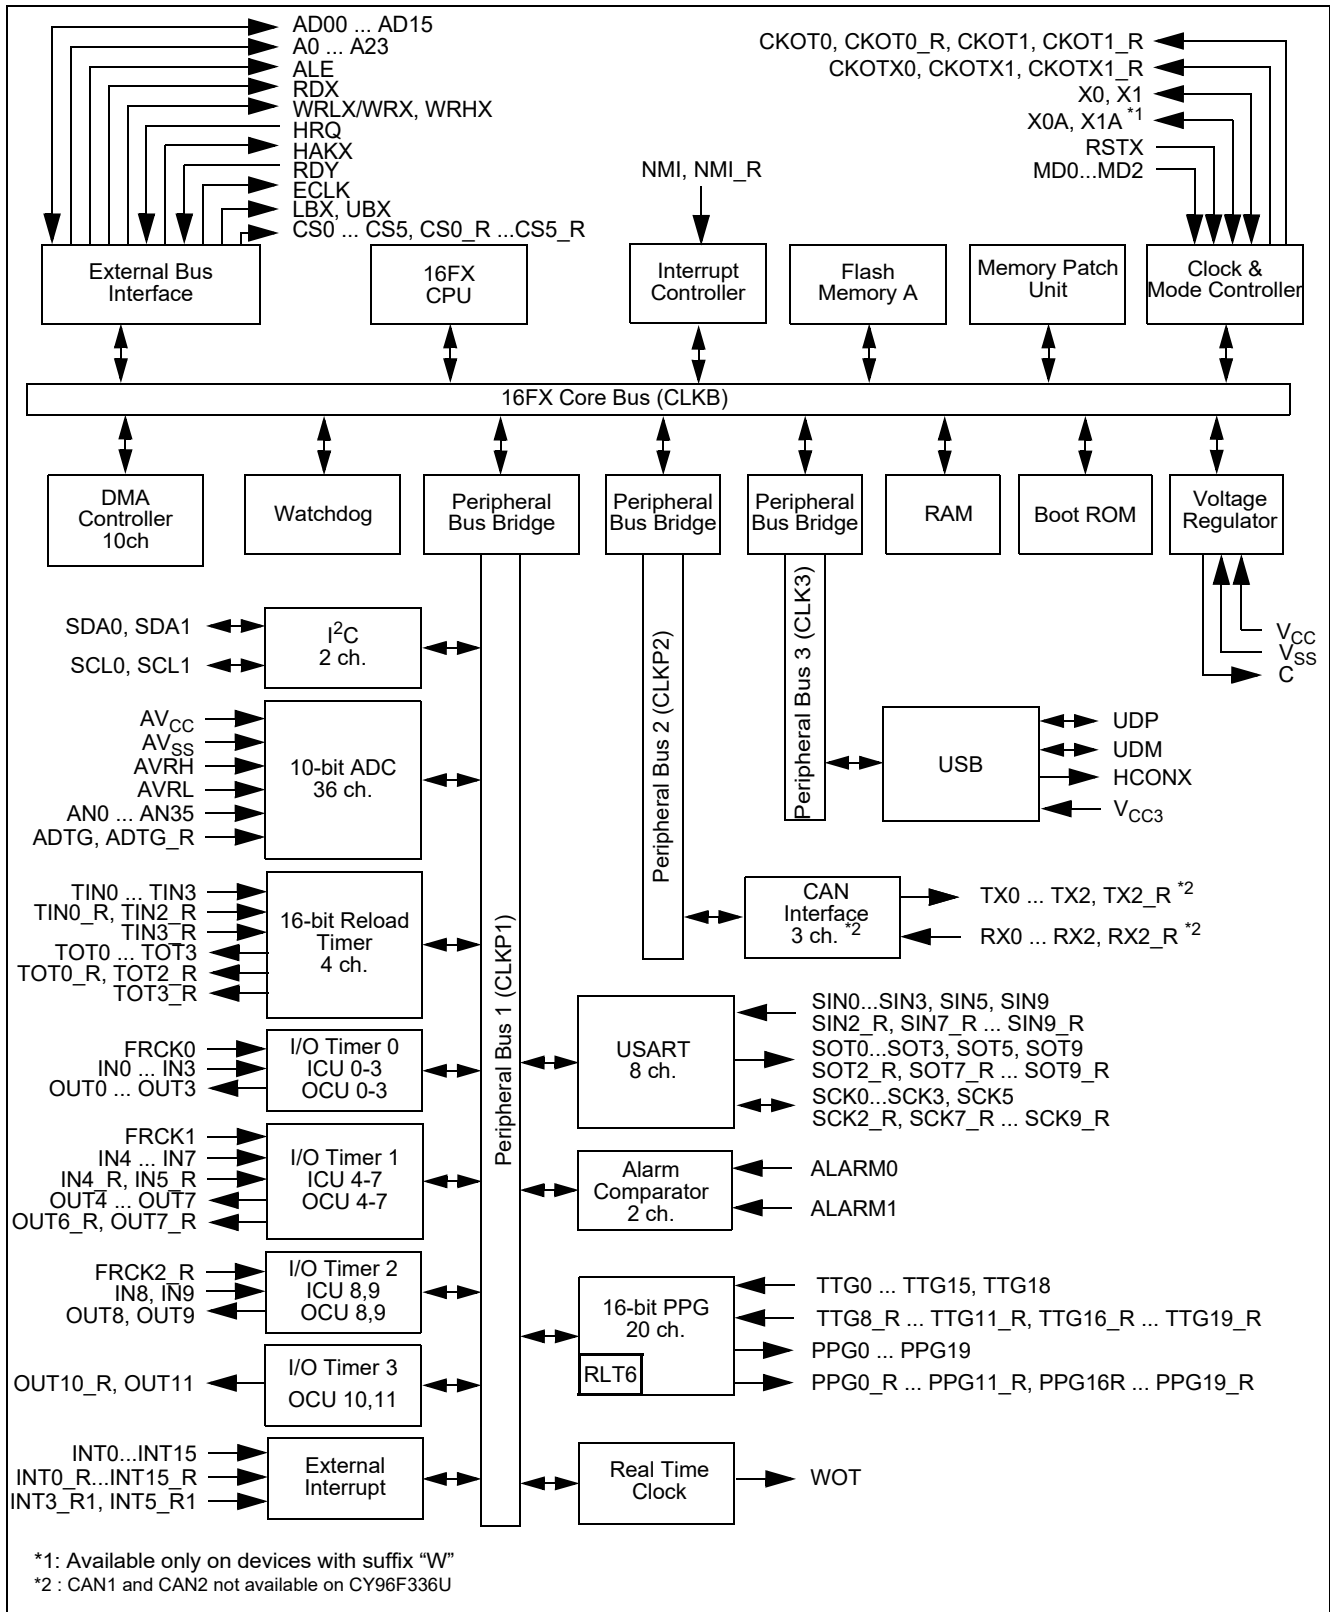 AD00 ... AD15
A0 ... A23
ALE
RDX
WRLX/WRX, WRHX
HRQ
HAKX
RDY
ECLK
LBX, UBX
CS0 ... CS5, CS0_R ...CS5_R
CKOT0, CKOT0_R, CKOT1, CKOT1_R
CKOTX0, CKOTX1, CKOTX1_R
X0, X1
X0A, X1A *1
RSTX
MD0...MD2
NMI, NMI_R
External Bus
Interface
16FX
CPU
Interrupt
Controller
Flash
Memory A
Memory Patch
Unit
Clock &
Mode Controller
16FX Core Bus (CLKB)
DMA
Controller
10ch
Watchdog
Peripheral
Bus Bridge
Peripheral
Bus Bridge
Peripheral
Bus Bridge
RAM
Boot ROM
Voltage
Regulator
VCC
VSS
C
Peripheral Bus 1 (CLKP1)
Peripheral Bus 2 (CLKP2)
Peripheral Bus 3 (CLK3)
SDA0, SDA1
SCL0, SCL1
I2C
2 ch.
AVCC
AVSS
AVRH
AVRL
AN0 ... AN35
ADTG, ADTG_R
10-bit ADC
36 ch.
TIN0 ... TIN3
TIN0_R, TIN2_R
TIN3_R
TOT0 ... TOT3
TOT0_R, TOT2_R
TOT3_R
16-bit Reload
Timer
4 ch.
FRCK0
IN0 ... IN3
OUT0 ... OUT3
I/O Timer 0
ICU 0-3
OCU 0-3
FRCK1
IN4 ... IN7
IN4_R, IN5_R
OUT4 ... OUT7
OUT6_R, OUT7_R
I/O Timer 1
ICU 4-7
OCU 4-7
FRCK2_R
IN8, IN9
OUT8, OUT9
I/O Timer 2
ICU 8,9
OCU 8,9
OUT10_R, OUT11
I/O Timer 3
OCU 10,11
INT0...INT15
INT0_R...INT15_R
INT3_R1, INT5_R1
External
Interrupt
USB
UDP
UDM
HCONX
VCC3
CAN
Interface
3 ch. *2
TX0 ... TX2, TX2_R *2
RX0 ... RX2, RX2_R *2
USART
8 ch.
SIN0...SIN3, SIN5, SIN9
SIN2_R, SIN7_R ... SIN9_R
SOT0...SOT3, SOT5, SOT9
SOT2_R, SOT7_R ... SOT9_R
SCK0...SCK3, SCK5
SCK2_R, SCK7_R ... SCK9_R
Alarm
Comparator
2 ch.
ALARM0
ALARM1
16-bit PPG
20 ch.
RLT6
TTG0 ... TTG15, TTG18
TTG8_R ... TTG11_R, TTG16_R ... TTG19_R
PPG0 ... PPG19
PPG0_R ... PPG11_R, PPG16R ... PPG19_R
Real Time
Clock
WOT
*1: Available only on devices with suffix “W”
*2 : CAN1 and CAN2 not available on CY96F336U